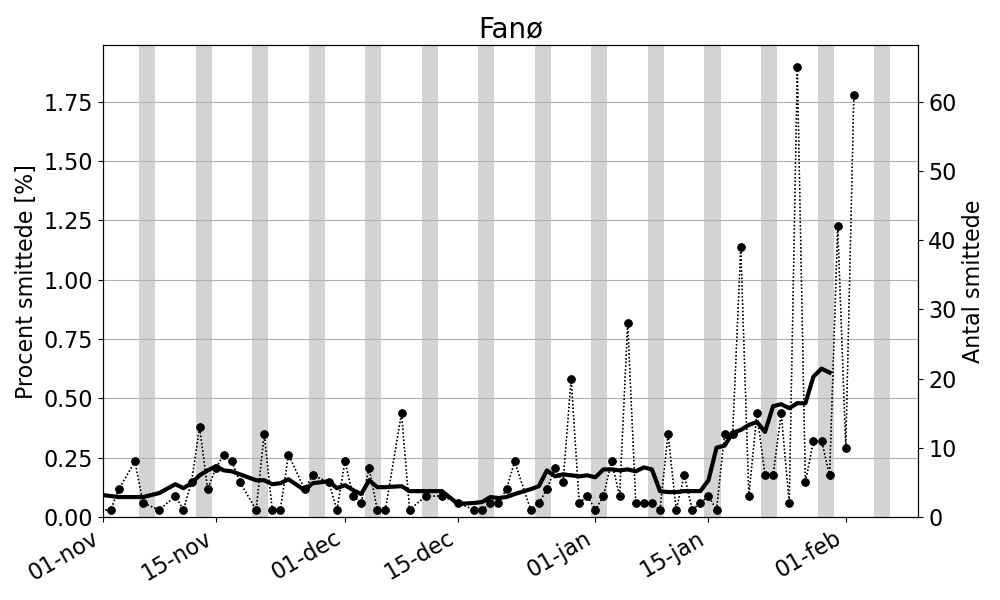 Fanø
Procent smittede [%]
1.75
1.50
1.25
1.00
0.75
0.50
0.25
0.00
60
50
40
30
20
10
0
Antal smittede
01-nov
15-nov
01-dec
15-dec
01-jan
15-jan
01-feb